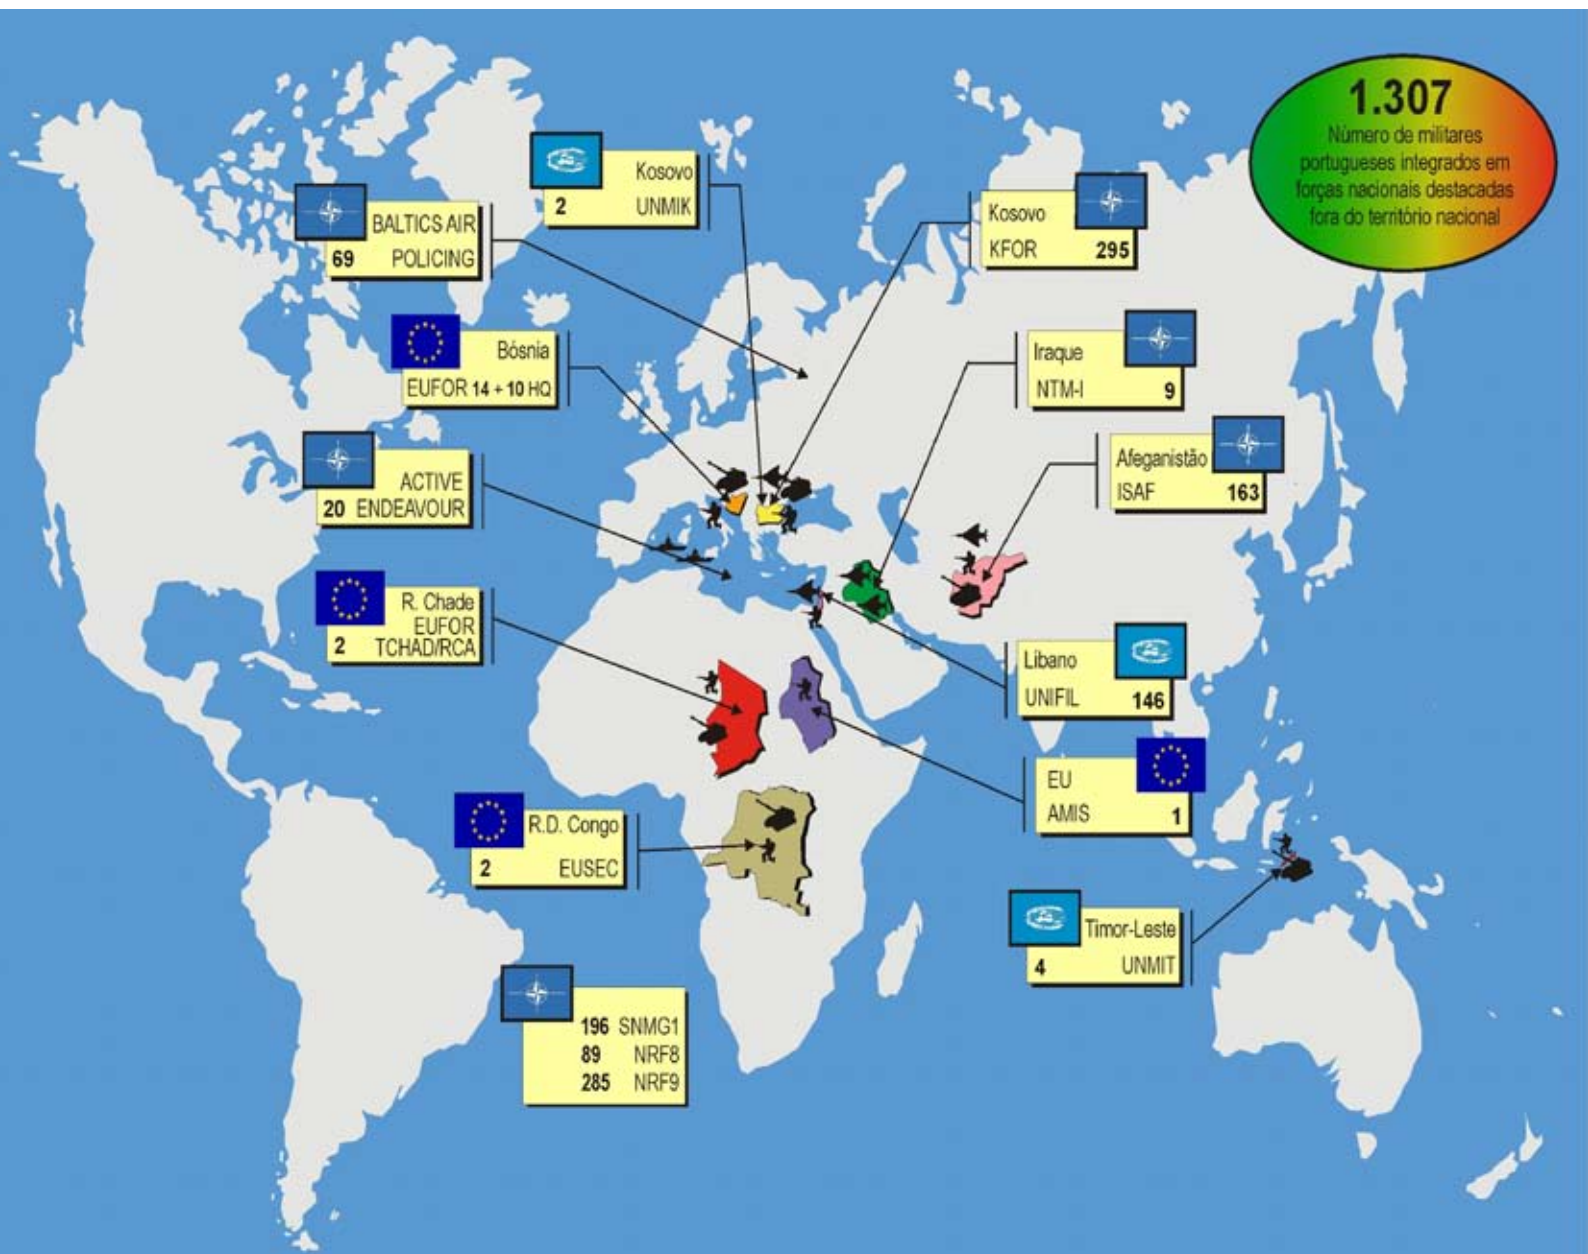 1.307
Número de militares
portugueses integrados em
forças nacionais destacadas
fora do território nacional
Kosovo
2 UNMIK
BALTICS AIR
69 POLICING
Kosovo
KFOR 295
Bósnia
EUFOR 14 + 10 HQ
Iraque
NTM-I 9
ACTIVE
20 ENDEAVOUR
Afeganistão
ISAF 163
R. Chade
EUFOR
2 TCHAD/RCA
Líbano
UNIFIL 146
EU
AMIS 1
R.D. Congo
2 EUSEC
Timor-Leste
4 UNMIT
196 SNMG1
89 NRF8
285 NRF9